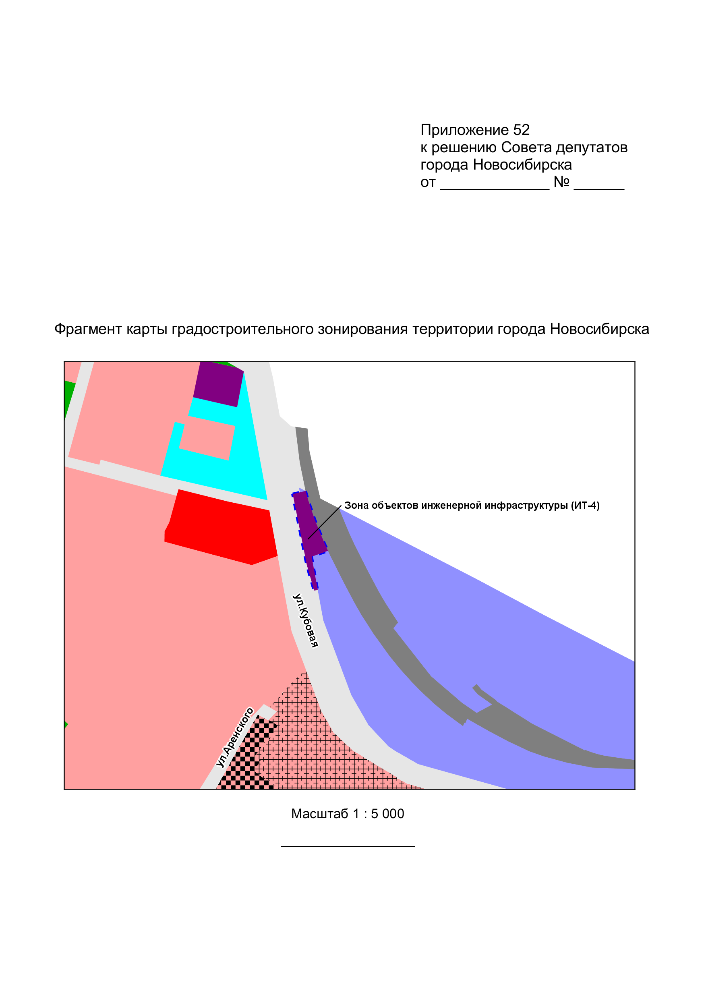 Приложение 52
к решению Совета депутатов
города Новосибирска
от _____________ № ______
Фрагмент карты градостроительного зонирования территории города Новосибирска
Зона объектов инженерной инфраструктуры (ИТ-4)
ул.Кубовая
ул.Аренского
Масштаб 1 : 5 000